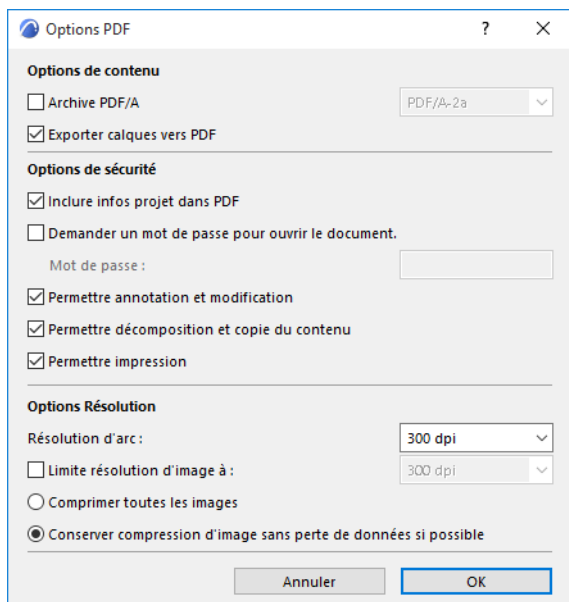 Options PDF
Options de contenu
Archive PDF/A
PDF/A-2a
Exporter calques vers PDF
Options de sécurité
Inclure infos projet dans PDF
Demander un mot de passe pour ouvrir le document.
Mot de passe :
Permettre annotation et modification
Permettre décomposition et copie du contenu
Permettre impression
Options Résolution
Résolution d'arc :
300 dpi
Limite résolution d'image à :
300 dpi
Comprimer toutes les images
Conserver compression d'image sans perte de données si possible
Annuler
OK